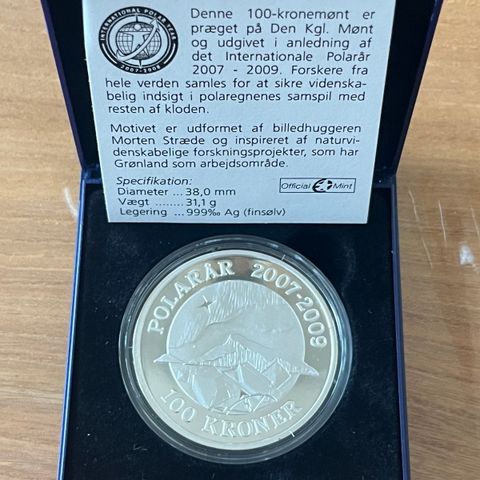 INTERNATIONAL POLAR YEAR
2007-2008
Denne 100-kronemønt er
præget på Den Kgl. Mønt
og udgivet i anledning af
det Internationale Polarår
2007 - 2009. Forskere fra
hele verden samles for at sikre videnska-
belig indsigt i polaregnenes samspil med
resten af kloden.
Motivet er udformet af billedhuggeren
Morten Stræde og inspireret af naturvi-
denskabelige forskningsprojekter, som har
Grønland som arbejdsområde.
Specifikation:
Diameter ... 38,0 mm
Vægt ........ 31,1 g
Legering ... 999‰ Ag (finsølv)
Official Mint
POLARÅR 2007-2009
100 KRONER